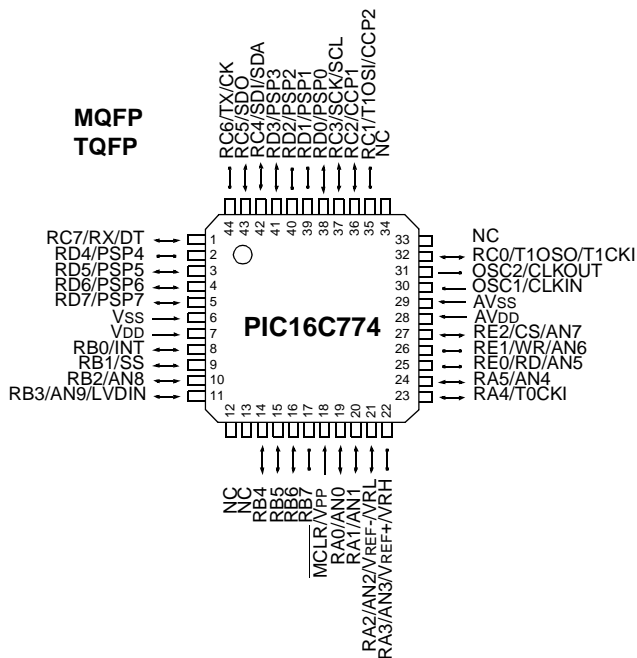 MQFP
TQFP
RC6/TX/CK
RC5/SDO
RC4/SDI/SDA
RD3/PSP3
RD2/PSP2
RD1/PSP1
RD0/PSP0
RC3/SCK/SCL
RC2/CCP1
RC1/T1OSI/CCP2
NC
44
43
42
41
40
39
38
37
36
35
34
RC7/RX/DT
RD4/PSP4
RD5/PSP5
RD6/PSP6
RD7/PSP7
VSS
VDD
RB0/INT
RB1/SS
RB2/AN8
RB3/AN9/LVDIN
1
2
3
4
5
6
7
8
9
10
11
PIC16C774
33
32
31
30
29
28
27
26
25
24
23
NC
RC0/T1OSO/T1CKI
OSC2/CLKOUT
OSC1/CLKIN
AVSS
AVDD
RE2/CS/AN7
RE1/WR/AN6
RE0/RD/AN5
RA5/AN4
RA4/T0CKI
12
13
14
15
16
17
18
19
20
21
22
NC
NC
RB4
RB5
RB6
RB7
MCLR/VPP
RA0/AN0
RA1/AN1
RA2/AN2/VREF-/VRL
RA3/AN3/VREF+/VRH